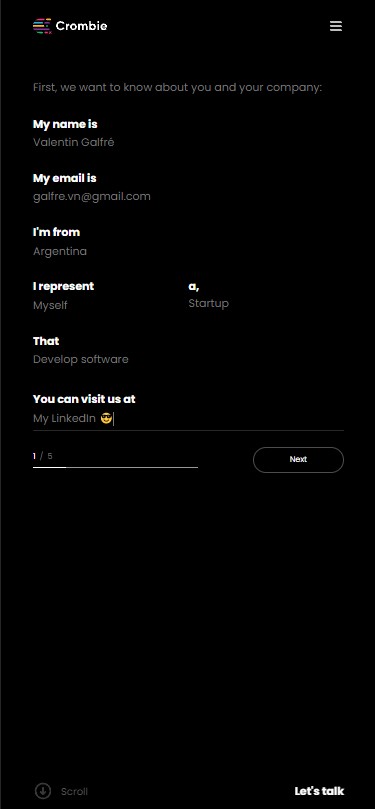 Crombie
First, we want to know about you and your company:
My name is
Valentín Galfré
My email is
galfre.vn@gmail.com
I'm from
Argentina
I represent
Myself
a,
Startup
That
Develop software
You can visit us at
My LinkedIn 😎
1 / 5
Next
Scroll
Let's talk